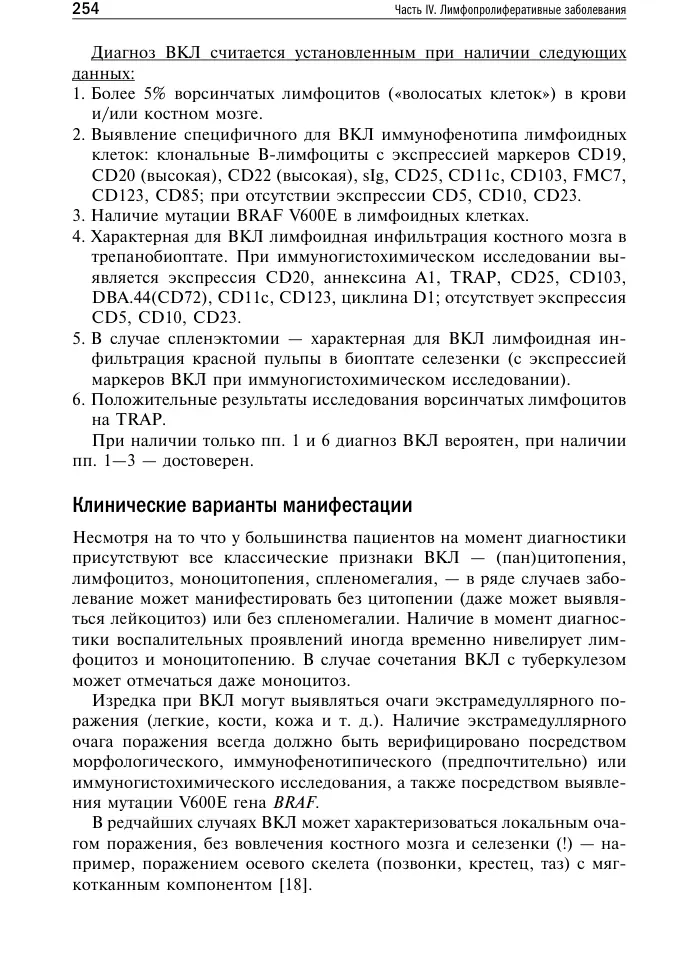 254
Часть IV. Лимфопролиферативные заболевания
Диагноз ВКЛ считается установленным при наличии следующих
данных:
1. Более 5% ворсинчатых лимфоцитов («волосатых клеток») в крови
и/или костном мозге.
2. Выявление специфичного для ВКЛ иммунофенотипа лимфоидных
клеток: клональные В-лимфоциты с экспрессией маркеров CD19,
CD20 (высокая), CD22 (высокая), sIg, CD25, CD11c, CD103, FMC7,
CD123, CD85; при отсутствии экспрессии CD5, CD10, CD23.
3. Наличие мутации BRAF V600E в лимфоидных клетках.
4. Характерная для ВКЛ лимфоидная инфильтрация костного мозга в
трепанобиоптате. При иммуногистохимическом исследовании вы-
является экспрессия CD20, аннексина А1, TRAP, CD25, CD103,
DBA.44(CD72), CD11c, CD123, циклина D1; отсутствует экспрессия
CD5, CD10, CD23.
5. В случае спленэктомии — характерная для ВКЛ лимфоидная ин-
фильтрация красной пульпы в биоптате селезенки (с экспрессией
маркеров ВКЛ при иммуногистохимическом исследовании).
6. Положительные результаты исследования ворсинчатых лимфоцитов
на TRAP.
При наличии только пп. 1 и 6 диагноз ВКЛ вероятен, при наличии
пп. 1—3 — достоверен.
Клинические варианты манифестации
Несмотря на то что у большинства пациентов на момент диагностики
присутствуют все классические признаки ВКЛ — (пан)цитопения,
лимфоцитоз, моноцитопения, спленомегалия, — в ряде случаев забо-
левание может манифестировать без цитопении (даже может выявля-
ться лейкоцитоз) или без спленомегалии. Наличие в момент диагнос-
тики воспалительных проявлений иногда временно нивелирует лим-
фоцитоз и моноцитопению. В случае сочетания ВКЛ с туберкулезом
может отмечаться даже моноцитоз.
Изредка при ВКЛ могут выявляться очаги экстрамедуллярного по-
ражения (легкие, кости, кожа и т. д.). Наличие экстрамедуллярного
очага поражения всегда должно быть верифицировано посредством
морфологического, иммунофенотипического (предпочтительно) или
иммуногистохимического исследования, а также посредством выявле-
ния мутации V600E гена BRAF.
В редчайших случаях ВКЛ может характеризоваться локальным оча-
гом поражения, без вовлечения костного мозга и селезенки (!) — на-
пример, поражением осевого скелета (позвонки, крестец, таз) с мяг-
котканным компонентом [18].